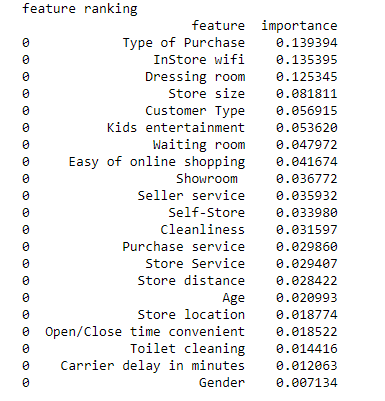 feature ranking
feature importance
0 Type of Purchase 0.139394
0 InStore wifi 0.135395
0 Dressing room 0.125345
0 Store size 0.081811
0 Customer Type 0.056915
0 Kids entertainment 0.053620
0 Waiting room 0.047972
0 Easy of online shopping 0.041674
0 Showroom 0.036772
0 Seller service 0.035932
0 Self-Store 0.033980
0 Cleanliness 0.031597
0 Purchase service 0.029860
0 Store Service 0.029407
0 Store distance 0.028422
0 Age 0.020993
0 Store location 0.018774
0 Open/Close time convenient 0.018522
0 Toilet cleaning 0.014416
0 Carrier delay in minutes 0.012063
0 Gender 0.007134